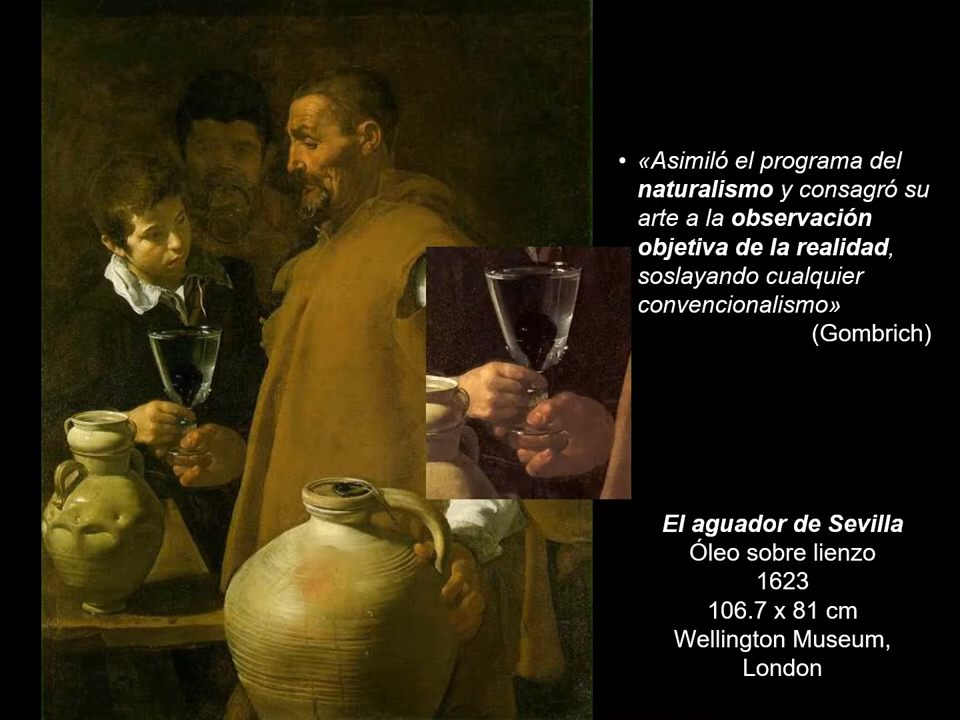 • «Asimiló el programa del
naturalismo y consagró su
arte a la observación
objetiva de la realidad,
soslayando cualquier
convencionalismo»
(Gombrich)
El aguador de Sevilla
Óleo sobre lienzo
1623
106.7 x 81 cm
Wellington Museum,
London